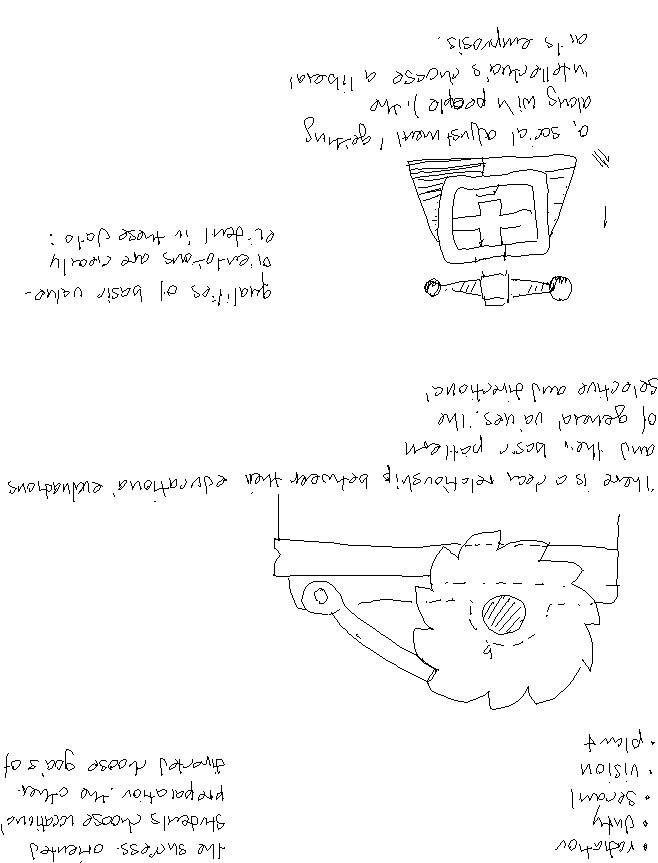 • radiator
• duty
• secant
• vision
• plant
the success-oriented
students choose vocational
preparation, the other-
directed choose goals of
There is a clear relationship between their educational evaluations
and their basic pattern
of general values. The
selective and directional
qualities of basic value-
orientations are clearly
evident in these data:
social adjustment (getting
along with people), the
intellectuals choose a liberal
arts emphasis.